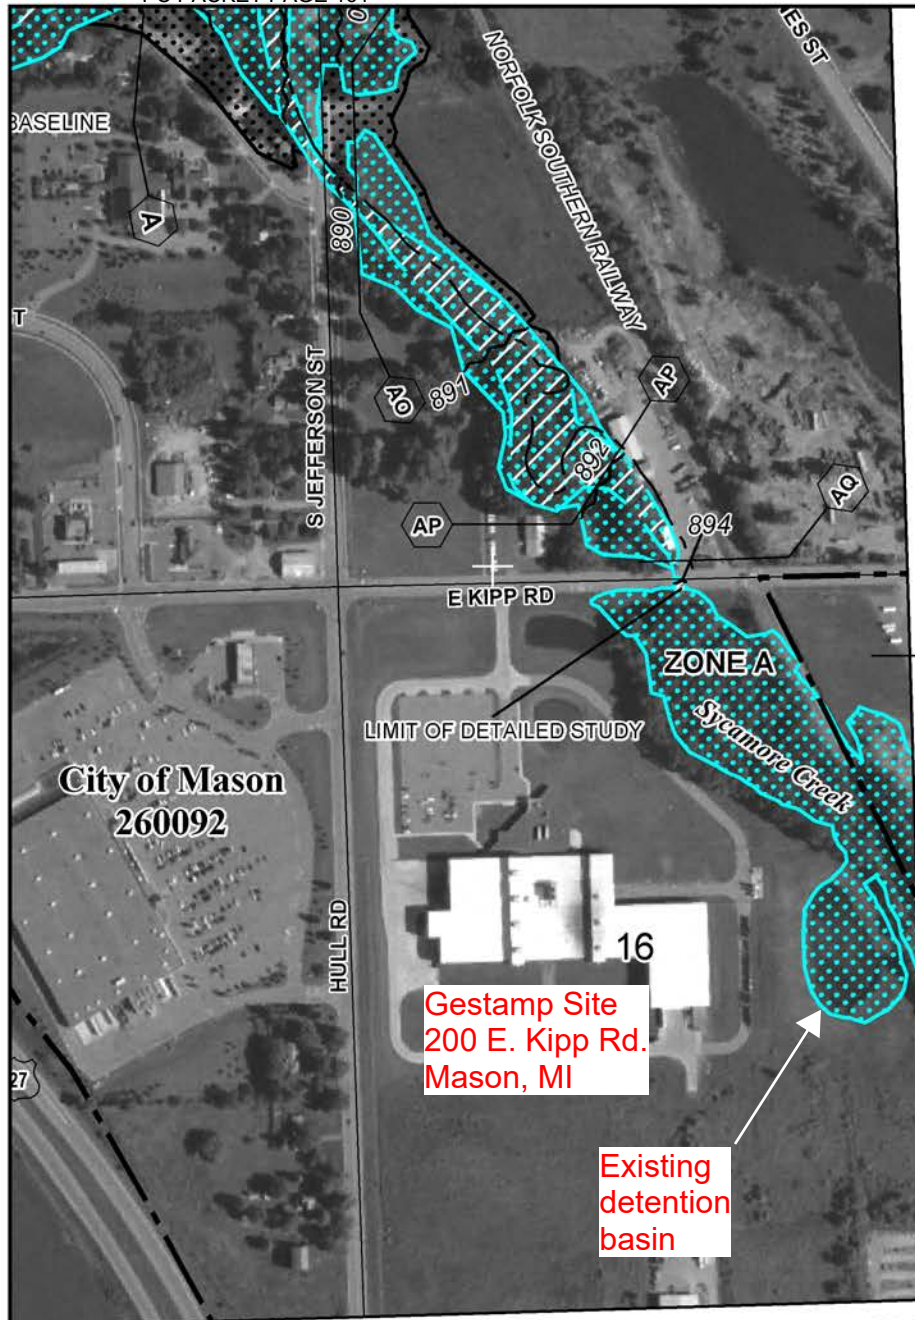 NES ST
NORFOLK SOUTHERN RAILWAY
BASELINE
A
890
T
S JEFFERSON ST
AO
891
AP
892
AQ
AP
894
E KIPP RD
ZONE A
LIMIT OF DETAILED STUDY
Sycamore Creek
City of Mason
260092
HULL RD
16
Gestamp Site
200 E. Kipp Rd.
Mason, MI
27
Existing
detention
basin